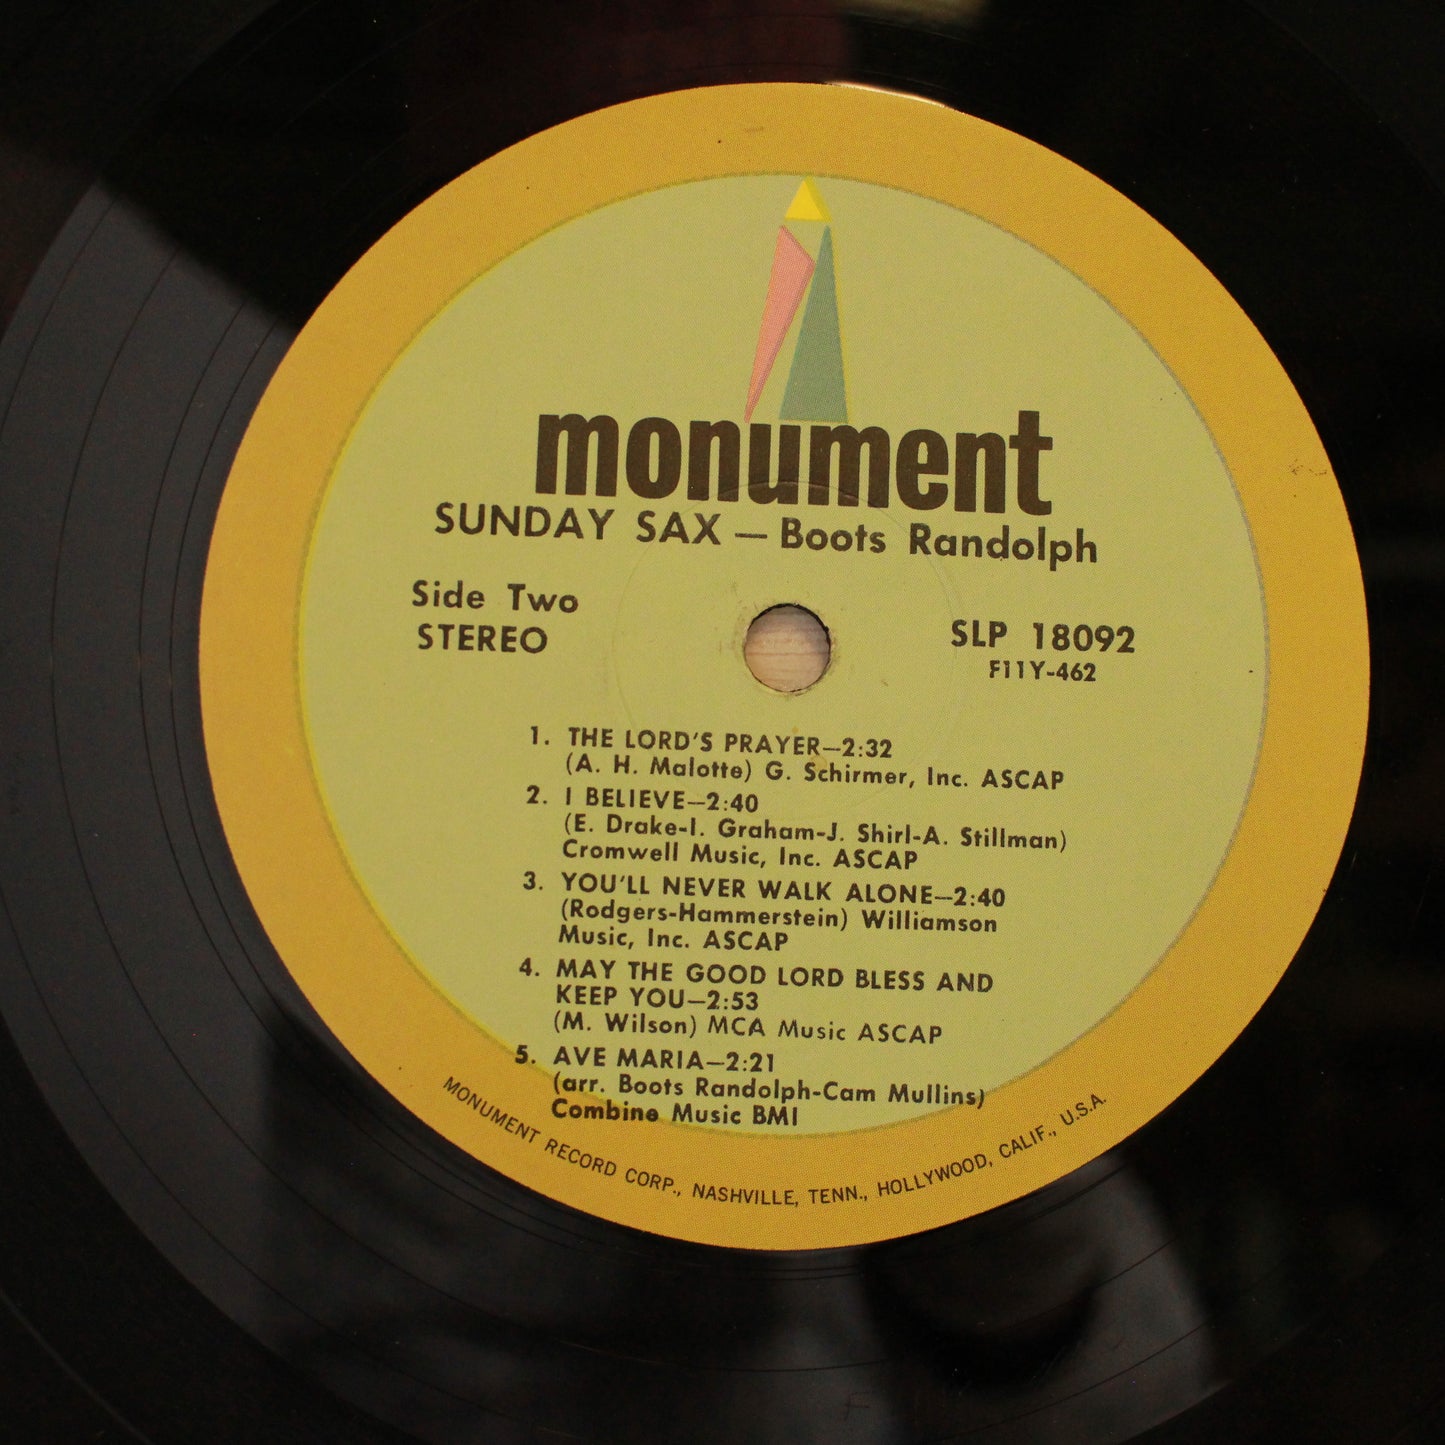 monument
SUNDAY SAX — Boots Randolph
Side Two
STEREO
SLP 18092
F11Y-462
1. THE LORD'S PRAYER—2:32
(A. H. Malotte) G. Schirmer, Inc. ASCAP
2. I BELIEVE—2:40
(E. Drake-I. Graham-J. Shirl-A. Stillman)
Cromwell Music, Inc. ASCAP
3. YOU'LL NEVER WALK ALONE—2:40
(Rodgers-Hammerstein) Williamson
Music, Inc. ASCAP
4. MAY THE GOOD LORD BLESS AND
KEEP YOU—2:53
(M. Wilson) MCA Music ASCAP
5. AVE MARIA—2:21
(arr. Boots Randolph-Cam Mullins)
Combine Music BMI
MONUMENT RECORD CORP., NASHVILLE, TENN., HOLLYWOOD, CALIF., U.S.A.